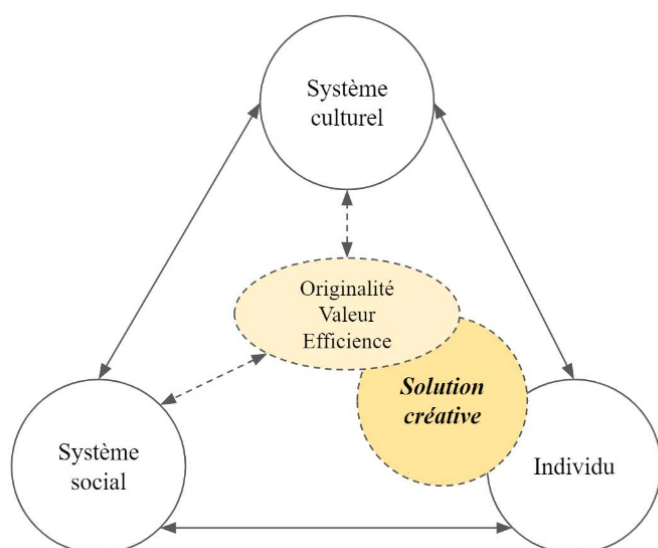 Système
culturel
Originalité
Valeur
Efficience
Solution
créative
Système
social
Individu